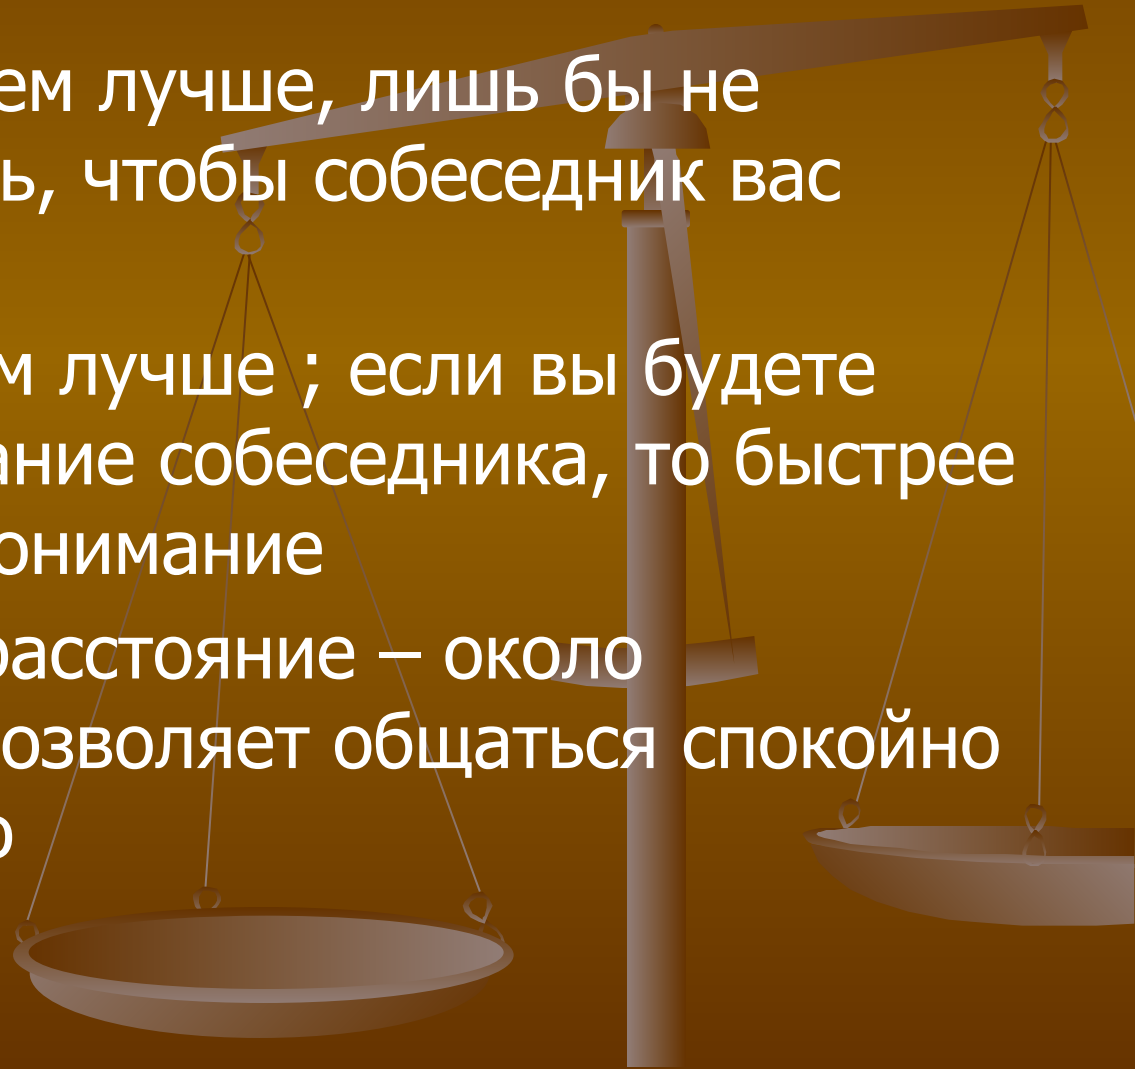 ем лучше, лишь бы не
ь, чтобы собеседник вас
м лучше ; если вы будете
ание собеседника, то быстрее
онимание
расстояние – около
озволяет общаться спокойно
о